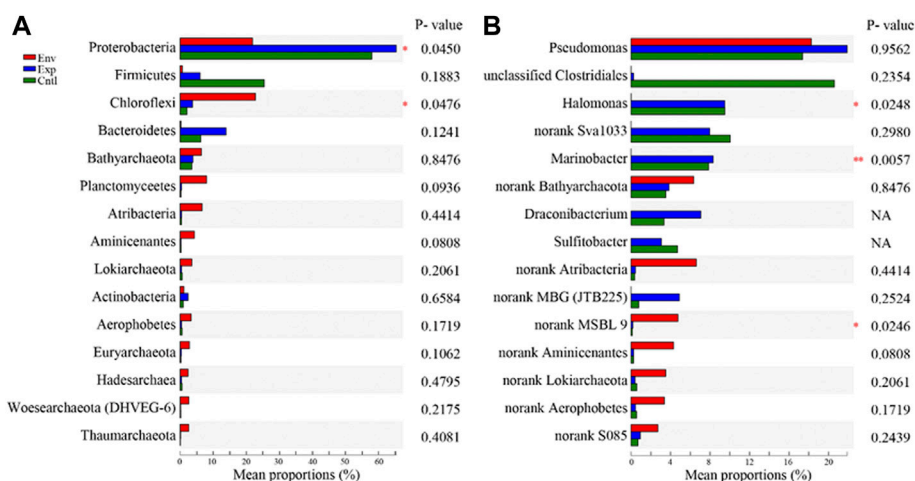 A
P- value
Env
Exp
Cntl
Proterobacteria 0.0450
*
Firmicutes 0.1883
Chloroflexi 0.0476
*
Bacteroidetes 0.1241
Bathyarchaeota 0.8476
Planctomyceetes 0.0936
Atribacteria 0.4414
Aminicenantes 0.0808
Lokiarchaeota 0.2061
Actinobacteria 0.6584
Aerophobetes 0.1719
Euryarchaeota 0.1062
Hadesarchaea 0.4795
Woesearchaeota (DHVEG-6) 0.2175
Thaumarchaeota 0.4081
0 10 20 30 40 50 60
Mean proportions (%)
B
P- value
Pseudomonas 0.9562
unclassified Clostridiales 0.2354
Halomonas * 0.0248
norank Sva1033 0.2980
Marinobacter ** 0.0057
norank Bathyarchacota 0.8476
Draconibacterium NA
Sulfitobacter NA
norank Atribacteria 0.4414
norank MBG (JTB225) 0.2524
norank MSBL 9 * 0.0246
norank Aminicenantes 0.0808
norank Lokiarchacota 0.2061
norank Aerophobetes 0.1719
norank S085 0.2439
0 4 8 12 16 20
Mean proportions (%)